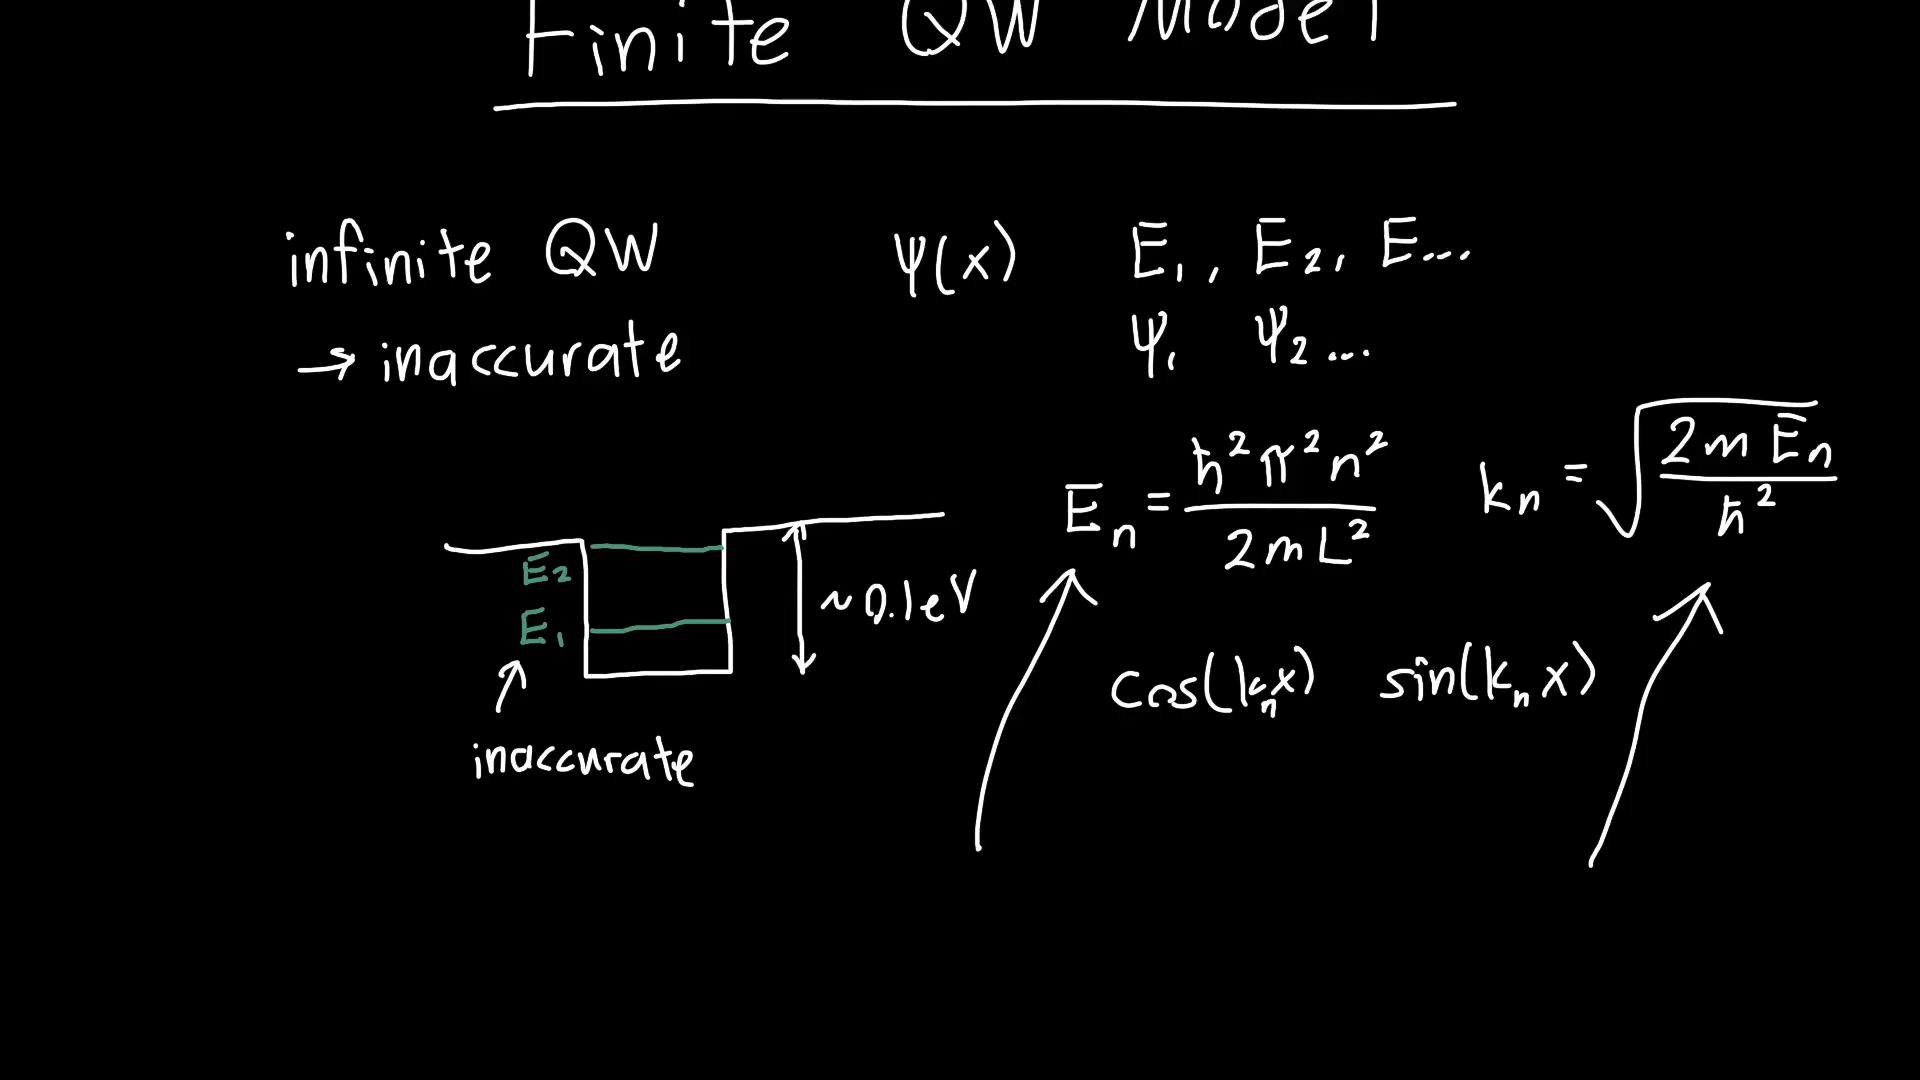 Finite QW Model
infinite QW
→ inaccurate
ψ(x)
E₁, E₂, E...
ψ₁ ψ₂...
Eₙ = ħ²π²n² / 2mL²
kₙ = √(2mEₙ / ħ²)
E₂
E₁
~0.1eV
inaccurate
cos(kₙx) sin(kₙx)